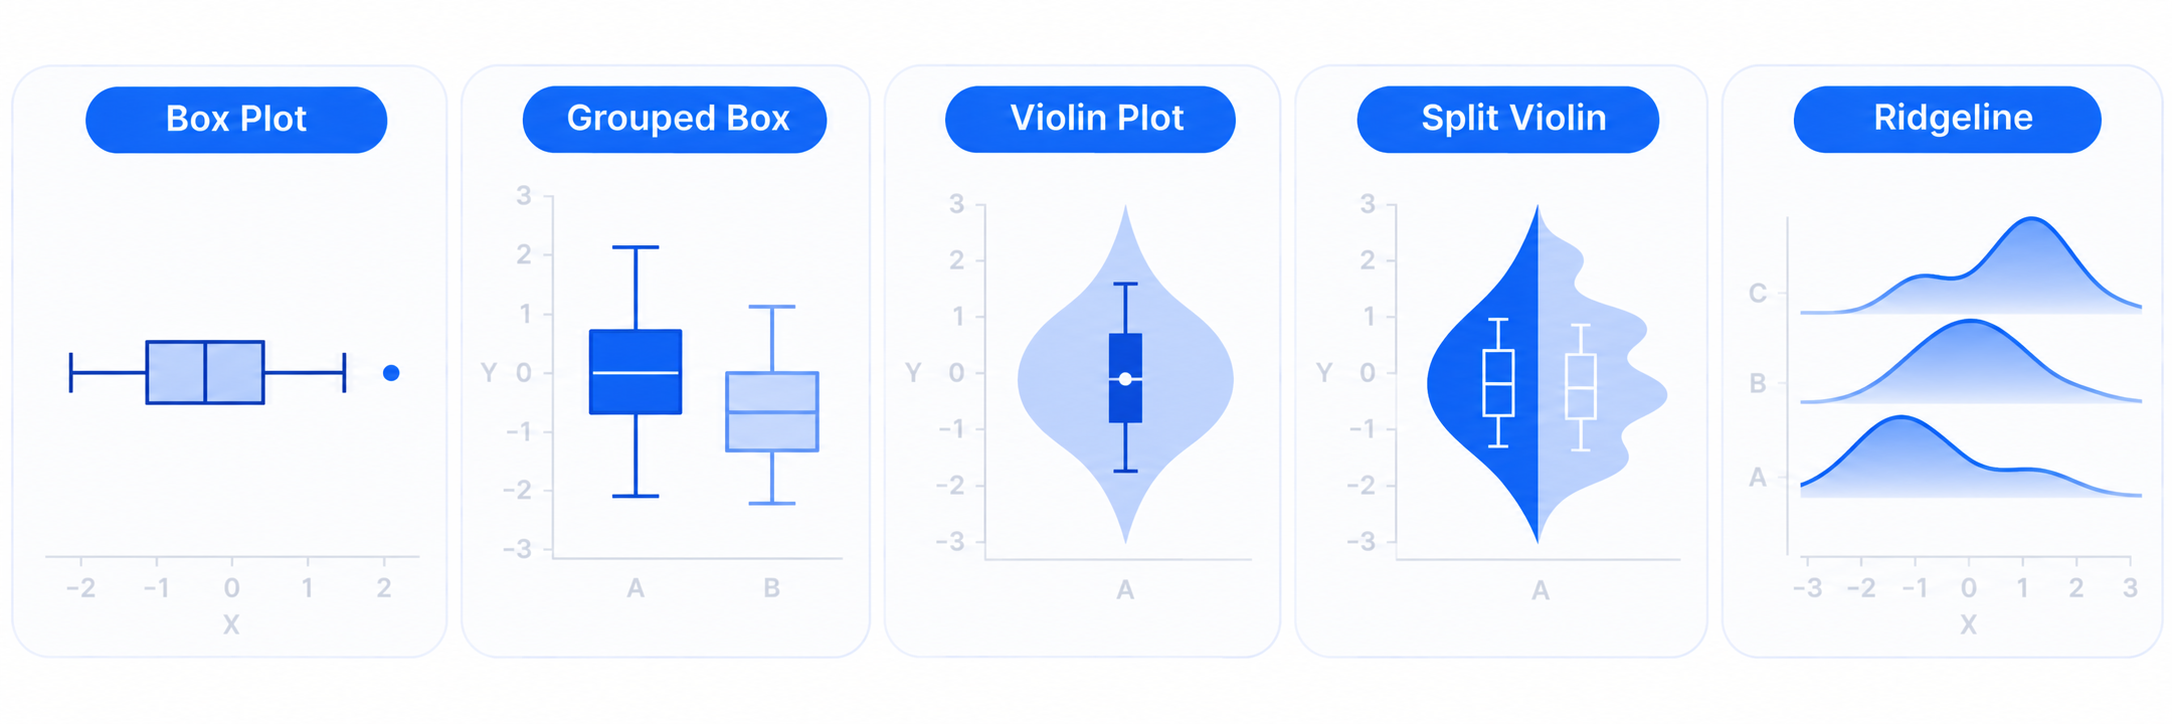 Box Plot
−2 −1 0 1 2
X
Grouped Box
3
2
1
Y 0
−1
−2
−3
A B
Violin Plot
3
2
1
Y 0
−1
−2
−3
A
Split Violin
3
2
1
Y 0
−1
−2
−3
A
Ridgeline
C
B
A
−3 −2 −1 0 1 2 3
X